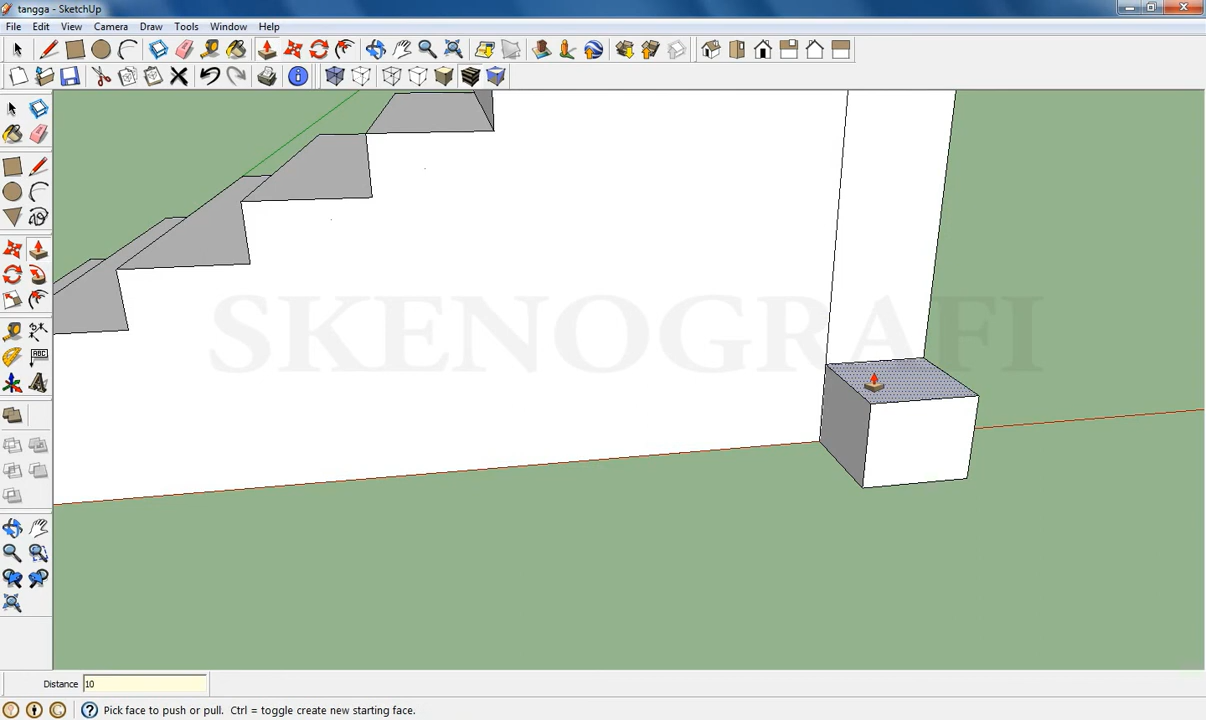 tangga - SketchUp
File Edit View Camera Draw Tools Window Help
SKENOGRAFI
ABC
Distance 10
Pick face to push or pull. Ctrl = toggle create new starting face.